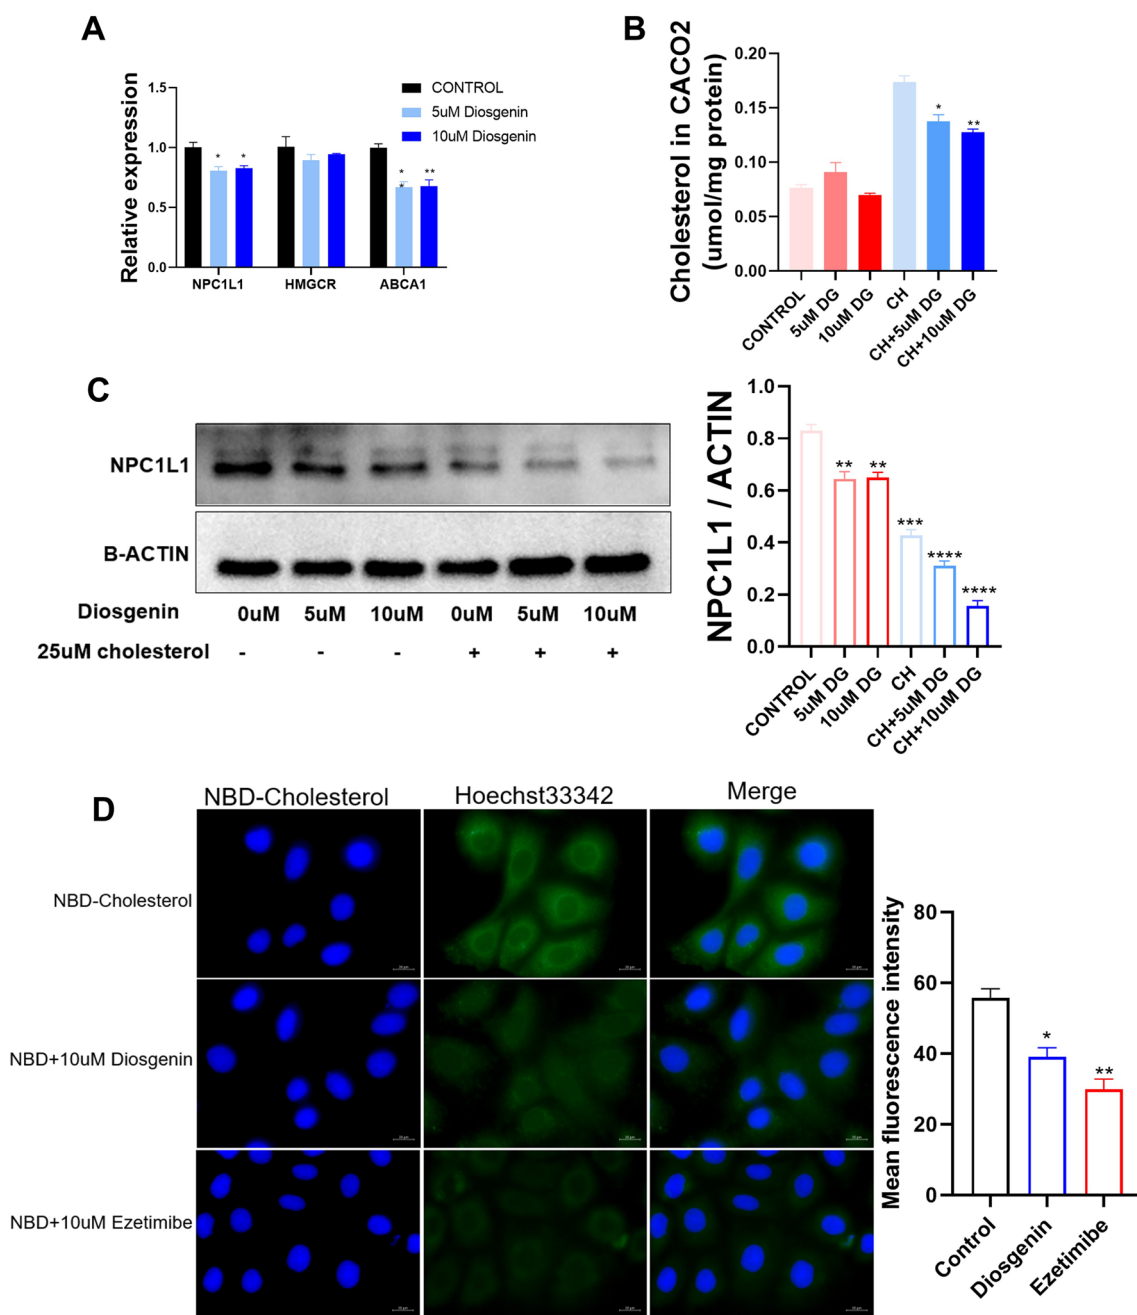 A
Relative expression
1.5
1.0
0.5
0.0
CONTROL
5uM Diosgenin
10uM Diosgenin
*
*
*
*
**
NPC1L1
HMGCR
ABCA1
B
Cholesterol in CACO2
(umol/mg protein)
0.20
0.15
0.10
0.05
0.00
*
**
CONTROL
5uM DG
10uM DG
CH
CH+5uM DG
CH+10uM DG
C
NPC1L1
B-ACTIN
Diosgenin 0uM 5uM 10uM 0uM 5uM 10uM
25uM cholesterol - - - + + +
NPC1L1 / ACTIN
1.0
0.8
0.6
0.4
0.2
0.0
**
**
***
****
****
CONTROL
5uM DG
10uM DG
CH
CH+5uM DG
CH+10uM DG
D
NBD-Cholesterol Hoechst33342 Merge
NBD-Cholesterol
NBD+10uM Diosgenin
NBD+10uM Ezetimibe
Mean fluorescence intensity
80
60
40
20
0
*
**
Control
Diosgenin
Ezetimibe